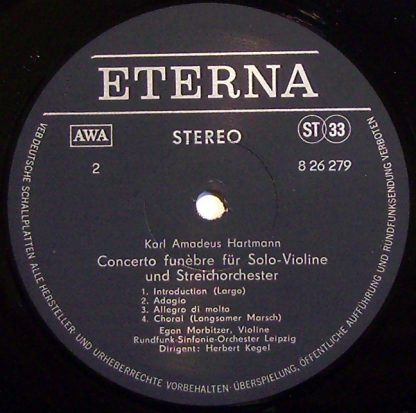 ETERNA
AWA
STEREO
ST 33
2
8 26 279
Karl Amadeus Hartmann
Concerto funèbre für Solo-Violine
und Streichorchester
1. Introduction (Largo)
2. Adagio
3. Allegro di molto
4. Choral (Langsamer Marsch)
Egon Morbitzer, Violine
Rundfunk-Sinfonie-Orchester Leipzig
Dirigent: Herbert Kegel
VEB DEUTSCHE SCHALLPLATTEN ALLE HERSTELLER- UND URHEBERRECHTE VORBEHALTEN · ÜBERSPIELUNG, ÖFFENTLICHE AUFFÜHRUNG UND RUNDFUNKSENDUNG VERBOTEN